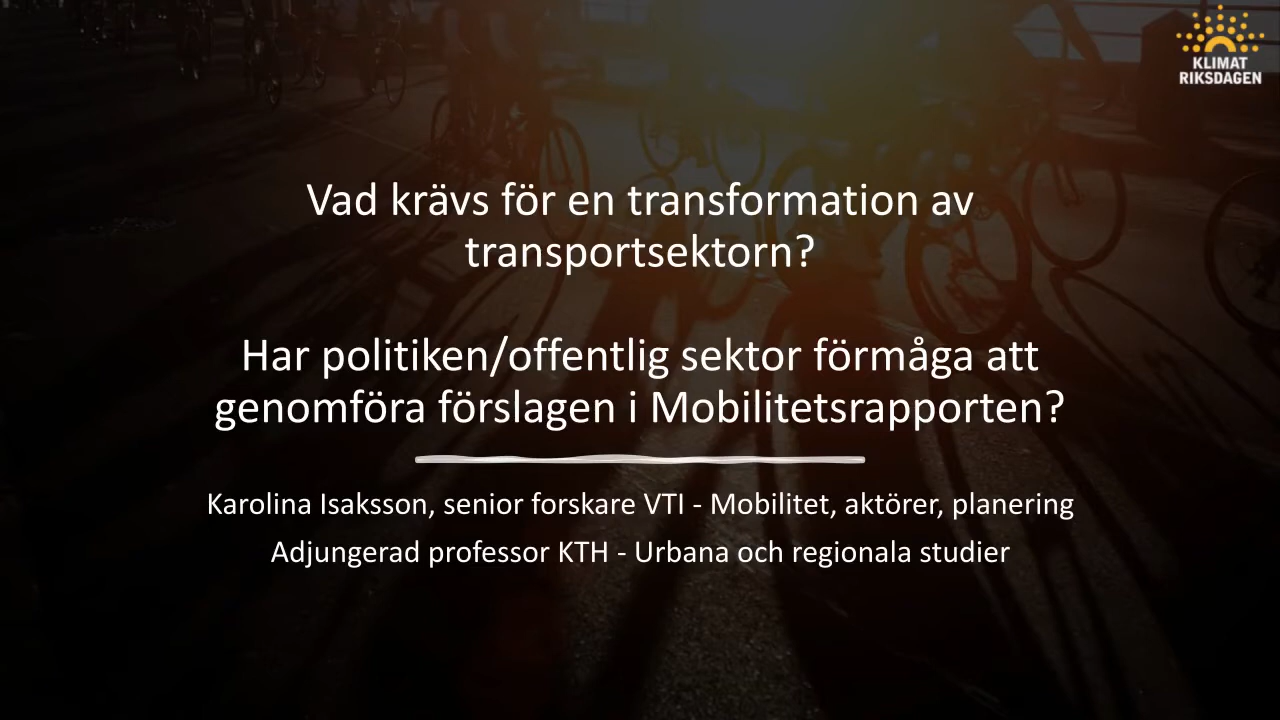 KLIMAT
RIKSDAGEN
Vad krävs för en transformation av
transportsektorn?
Har politiken/offentlig sektor förmåga att
genomföra förslagen i Mobilitetsrapporten?
Karolina Isaksson, senior forskare VTI - Mobilitet, aktörer, planering
Adjungerad professor KTH - Urbana och regionala studier